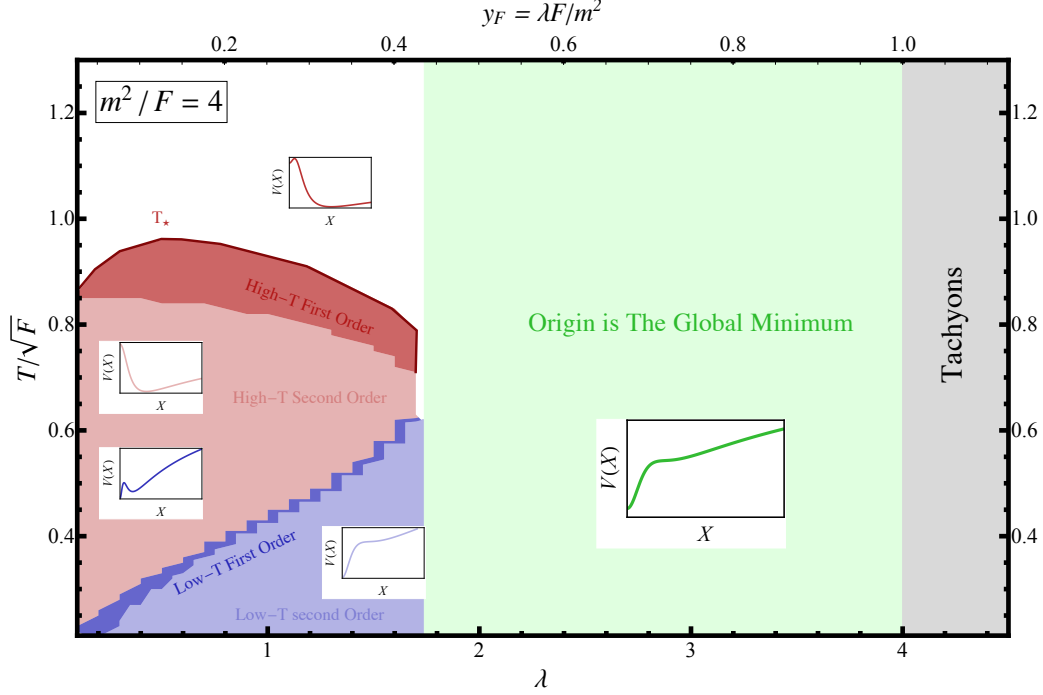 y_F = λF/m²
0.2 0.4 0.6 0.8 1.0
m² / F = 4
1.2 1.2
V(X)
X
1.0 1.0
T⋆
High−T First Order
0.8 0.8
Origin is The Global Minimum
Tachyons
T/√F
V(X)
X
High−T Second Order
0.6 0.6
V(X)
X
V(X)
X
0.4 0.4
V(X)
X
Low−T First Order
Low−T second Order
1 2 3 4
λ